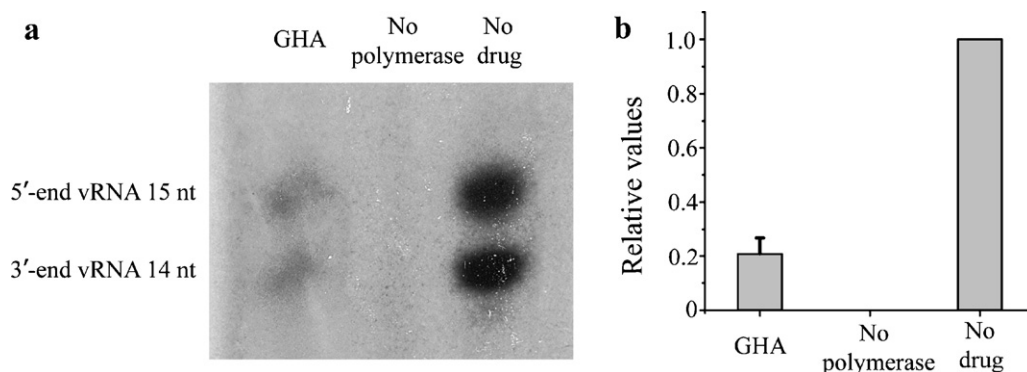 a
GHA
No
polymerase
No
drug
5′-end vRNA 15 nt
3′-end vRNA 14 nt
b
Relative values
1.0
0.8
0.6
0.4
0.2
0
GHA
No
polymerase
No
drug